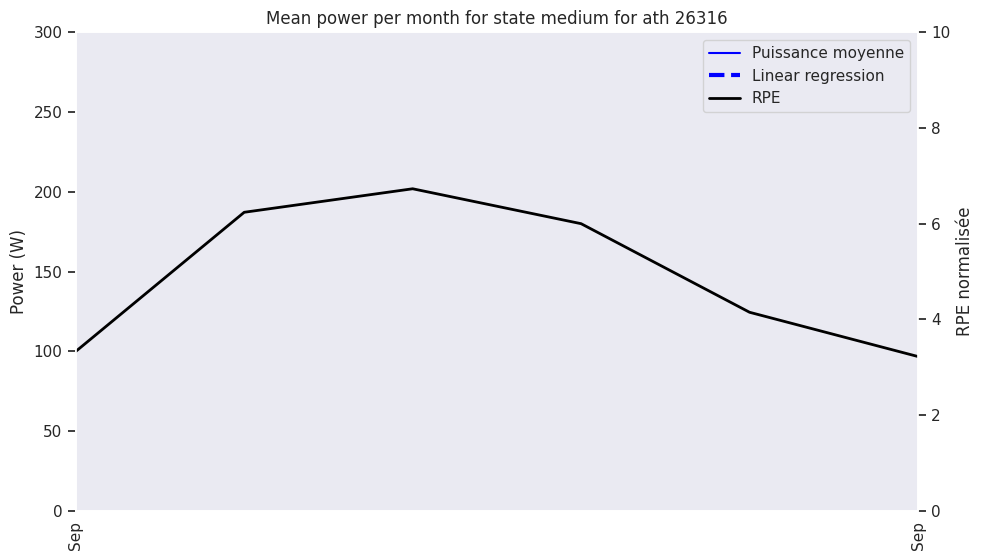 Mean power per month for state medium for ath 26316
300
250
200
150
100
50
0
Power (W)
Puissance moyenne
Linear regression
RPE
10
8
6
4
2
0
RPE normalisée
Sep
Sep